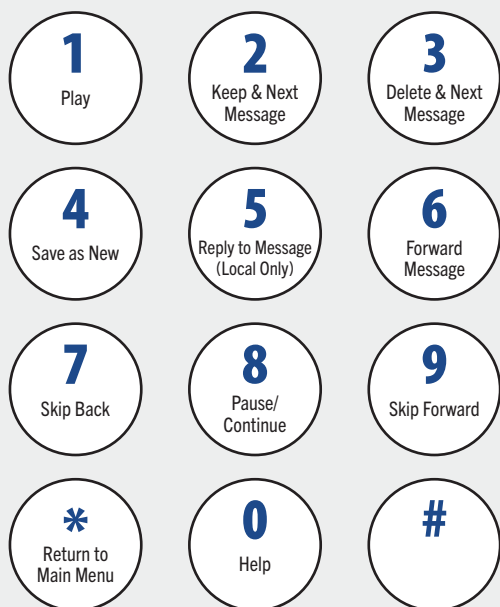 1
Play
2
Keep & Next
Message
3
Delete & Next
Message
4
Save as New
5
Reply to Message
(Local Only)
6
Forward
Message
7
Skip Back
8
Pause/
Continue
9
Skip Forward
*
Return to
Main Menu
0
Help
#